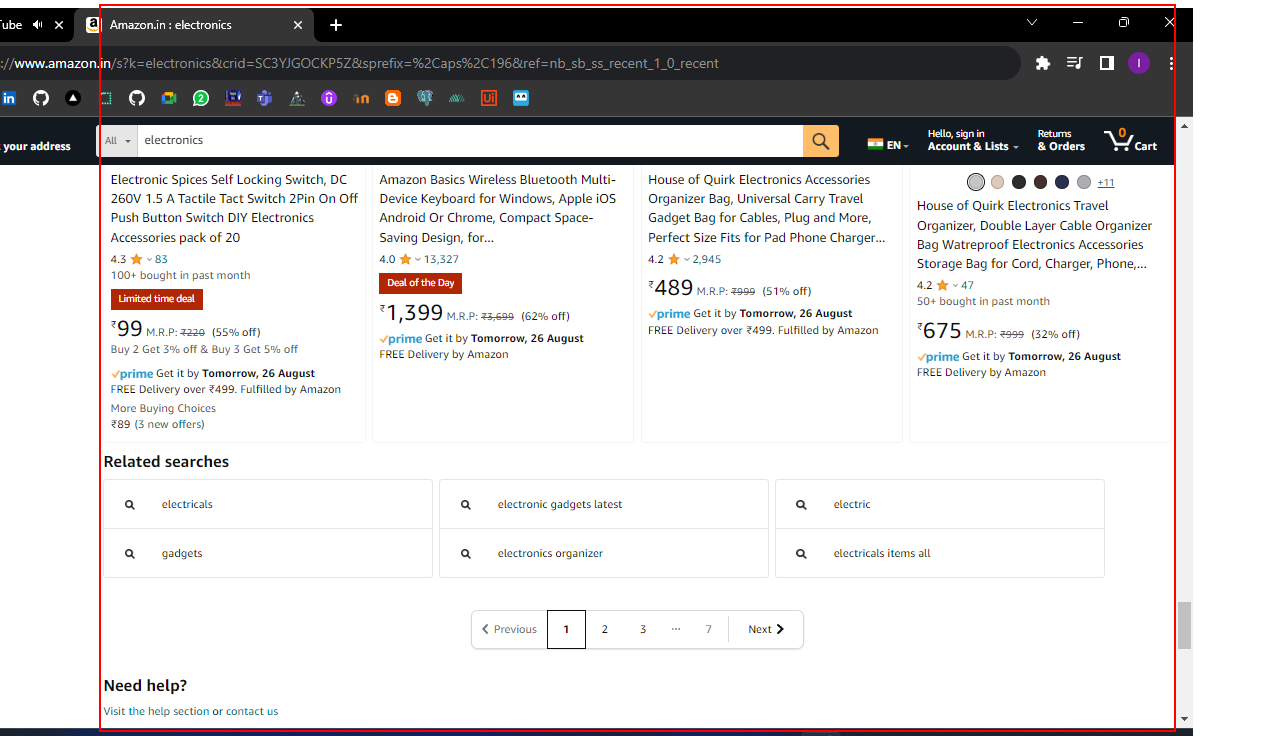 Tube
Amazon.in : electronics
://www.amazon.in/s?k=electronics&crid=SC3YJGOCKP5Z&sprefix=%2Caps%2C196&ref=nb_sb_ss_recent_1_0_recent
I
in
2
Ui
your address
All
electronics
EN
Hello, sign in
Account & Lists
Returns
& Orders
0
Cart
Electronic Spices Self Locking Switch, DC
260V 1.5 A Tactile Tact Switch 2Pin On Off
Push Button Switch DIY Electronics
Accessories pack of 20
4.3 83
100+ bought in past month
Limited time deal
₹99 M.R.P: ₹220 (55% off)
Buy 2 Get 3% off & Buy 3 Get 5% off
prime Get it by Tomorrow, 26 August
FREE Delivery over ₹499. Fulfilled by Amazon
More Buying Choices
₹89 (3 new offers)
Amazon Basics Wireless Bluetooth Multi-
Device Keyboard for Windows, Apple iOS
Android Or Chrome, Compact Space-
Saving Design, for...
4.0 13,327
Deal of the Day
₹1,399 M.R.P: ₹3,699 (62% off)
prime Get it by Tomorrow, 26 August
FREE Delivery by Amazon
House of Quirk Electronics Accessories
Organizer Bag, Universal Carry Travel
Gadget Bag for Cables, Plug and More,
Perfect Size Fits for Pad Phone Charger...
4.2 2,945
₹489 M.R.P: ₹999 (51% off)
prime Get it by Tomorrow, 26 August
FREE Delivery over ₹499. Fulfilled by Amazon
+11
House of Quirk Electronics Travel
Organizer, Double Layer Cable Organizer
Bag Watreproof Electronics Accessories
Storage Bag for Cord, Charger, Phone,...
4.2 47
50+ bought in past month
₹675 M.R.P: ₹999 (32% off)
prime Get it by Tomorrow, 26 August
FREE Delivery by Amazon
Related searches
electricals
electronic gadgets latest
electric
gadgets
electronics organizer
electricals items all
Previous 1 2 3 ... 7 Next
Need help?
Visit the help section or contact us